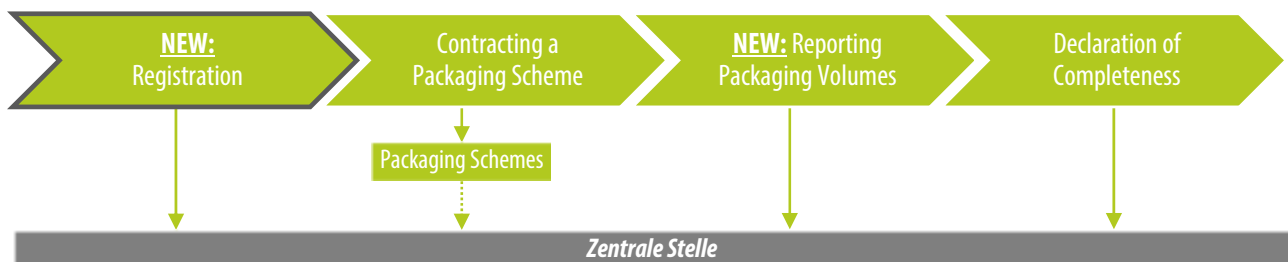 NEW:
Registration
Contracting a
Packaging Scheme
NEW: Reporting
Packaging Volumes
Declaration of
Completeness
Packaging Schemes
Zentrale Stelle